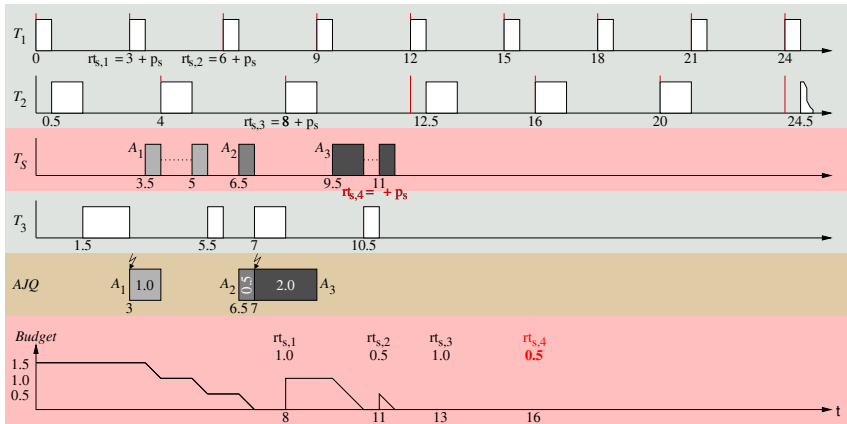 T1
0 3 6 9 12 15 18 21 24
rts,1 = 3 + ps rts,2 = 6 + ps
T2
0.5 4 8 12.5 16 20 24.5
rts,3 = 8 + ps
TS A1 A2 A3
3.5 5 6.5 9.5 11
rts,4 = + ps
T3
1.5 5.5 7 10.5
AJQ A1 1.0 A2 0.5 2.0 A3
3 6.5 7
Budget rts,1 rts,2 rts,3 rts,4
1.0 0.5 1.0 0.5
1.5
1.0
0.5
8 11 13 16 t